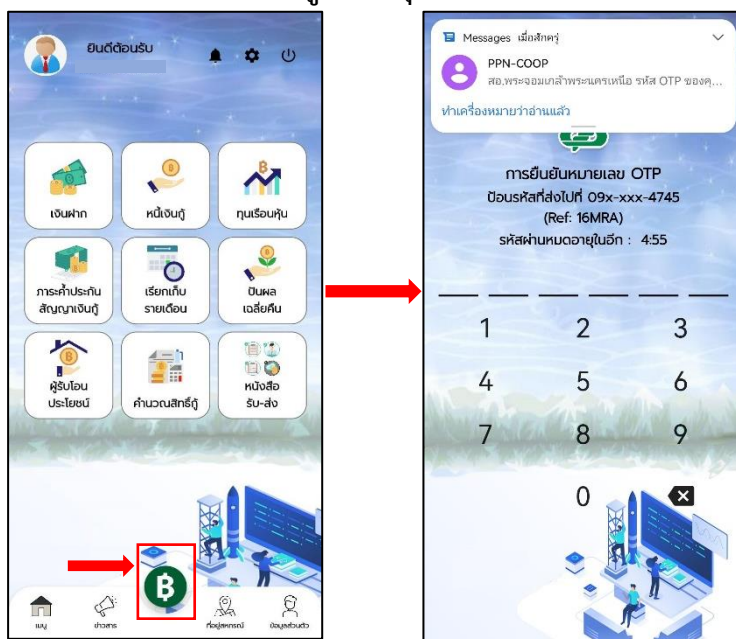 ยินดีต้อนรับ
เงินฝาก
หนี้เงินกู้
ทุนเรือนหุ้น
ภาระค้ำประกัน
สัญญาเงินกู้
เรียกเก็บ
รายเดือน
ปันผล
เฉลี่ยคืน
ผู้รับโอน
ประโยชน์
คำนวณสิทธิ์กู้
หนังสือ
รับ-ส่ง
เมนู
ข่าวสาร
ที่อยู่สหกรณ์
ข้อมูลส่วนตัว
Messages เมื่อสักครู่
PPN-COOP
สอ.พระจอมเกล้าพระนครเหนือ รหัส OTP ของคุ...
ทำเครื่องหมายว่าอ่านแล้ว
การยืนยันหมายเลข OTP
ป้อนรหัสที่ส่งไปที่ 09x-xxx-4745
(Ref: 16MRA)
รหัสผ่านหมดอายุในอีก : 4:55
1 2 3
4 5 6
7 8 9
0